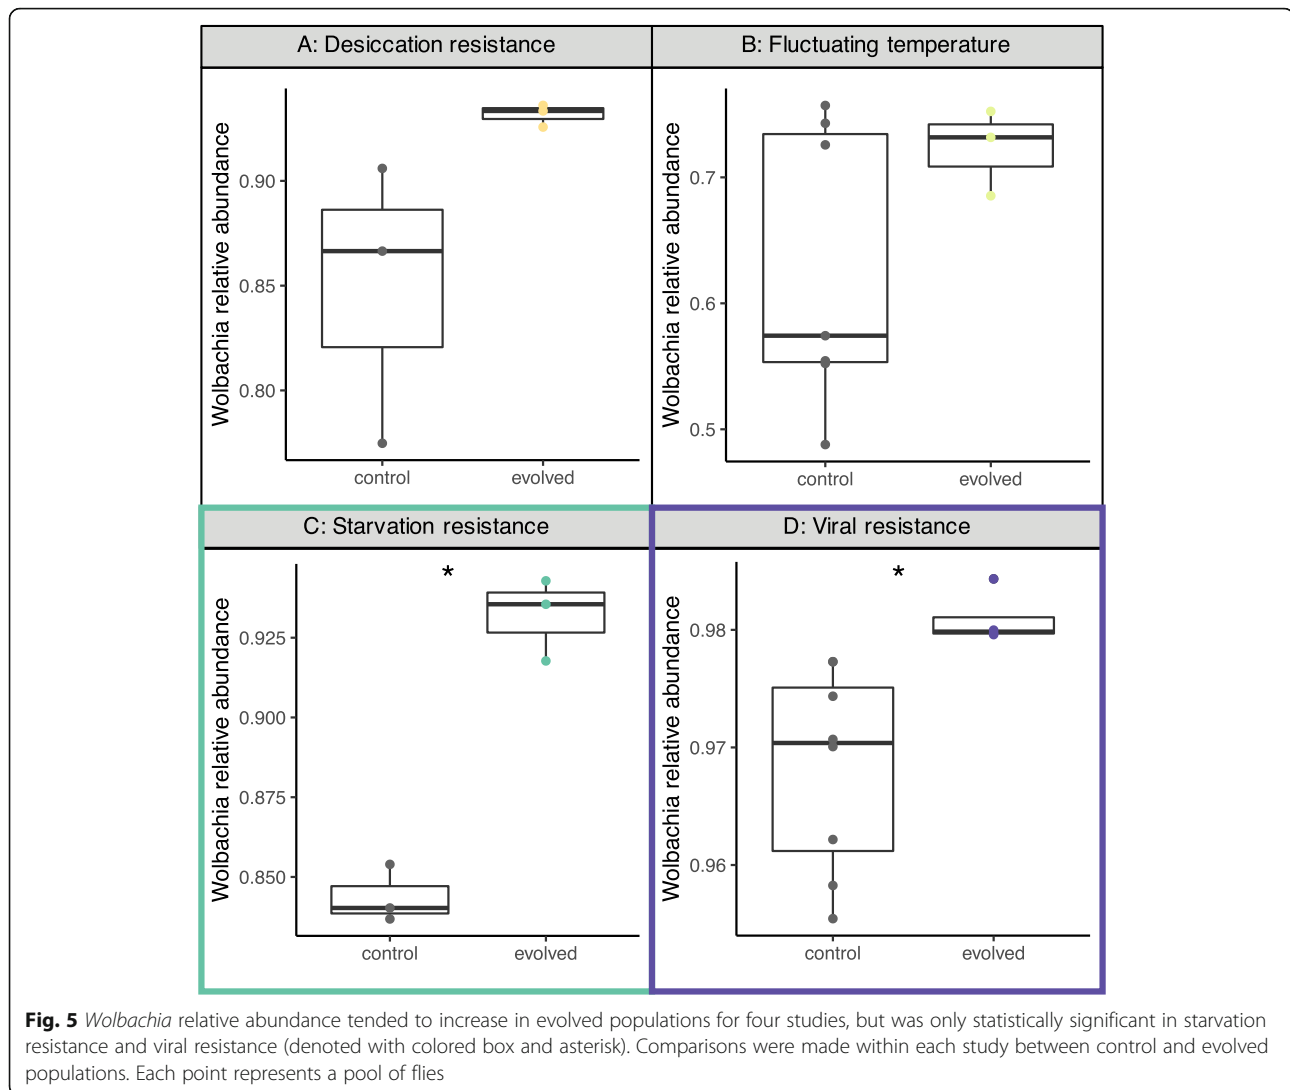 A: Desiccation resistance
Wolbachia relative abundance
0.90
0.85
0.80
control
evolved
B: Fluctuating temperature
Wolbachia relative abundance
0.7
0.6
0.5
control
evolved
C: Starvation resistance
*
Wolbachia relative abundance
0.925
0.900
0.875
0.850
control
evolved
D: Viral resistance
*
Wolbachia relative abundance
0.98
0.97
0.96
control
evolved
Fig. 5 Wolbachia relative abundance tended to increase in evolved populations for four studies, but was only statistically significant in starvation
resistance and viral resistance (denoted with colored box and asterisk). Comparisons were made within each study between control and evolved
populations. Each point represents a pool of flies